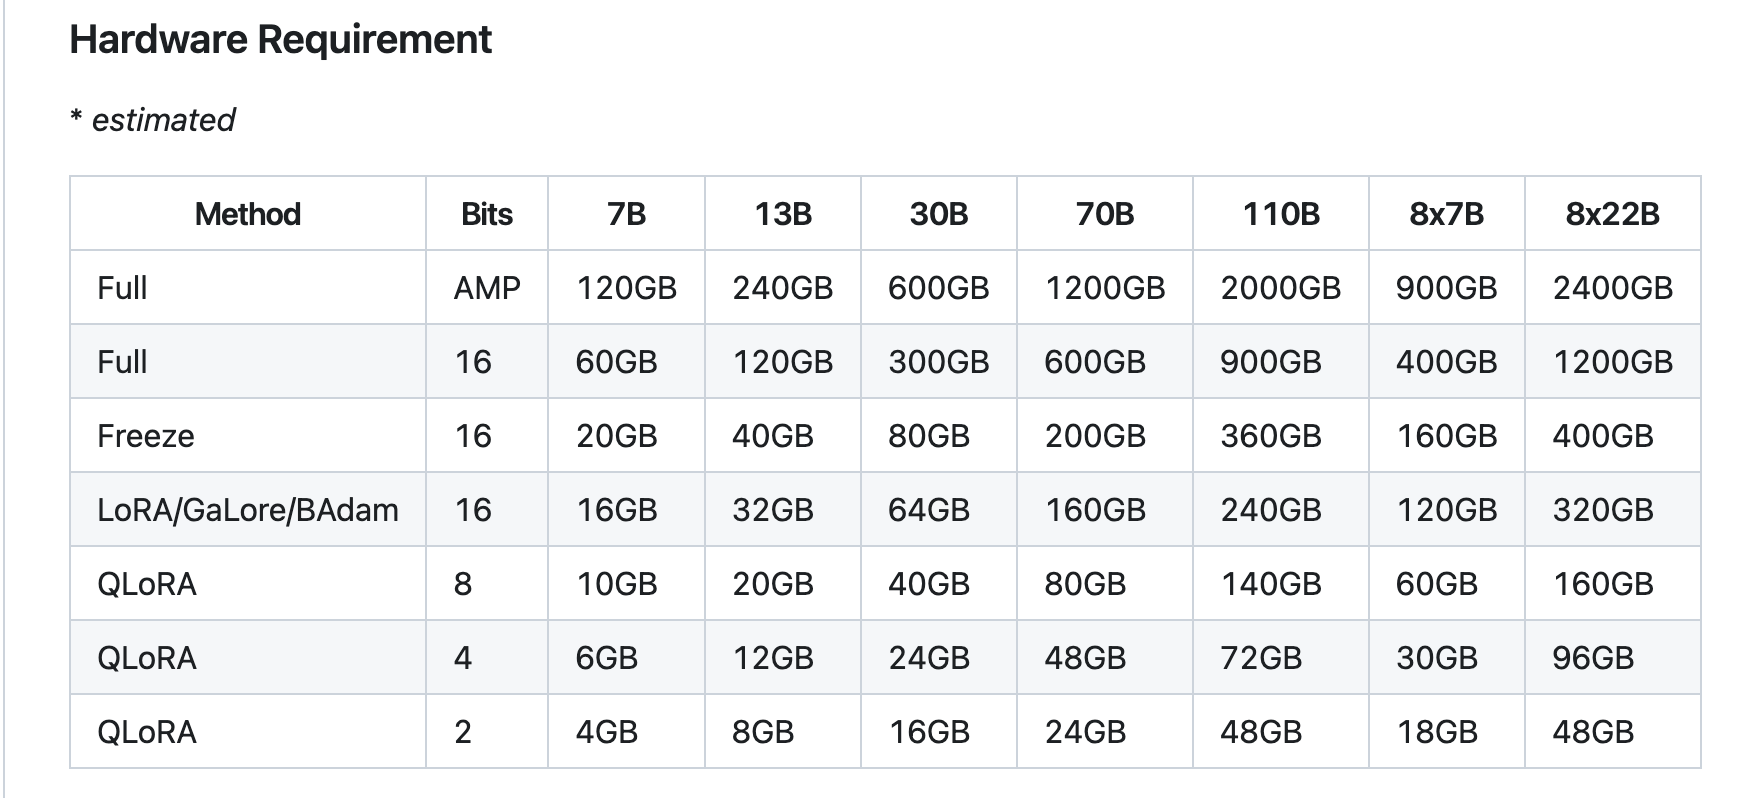 Hardware Requirement
* estimated
Method Bits 7B 13B 30B 70B 110B 8x7B 8x22B
Full AMP 120GB 240GB 600GB 1200GB 2000GB 900GB 2400GB
Full 16 60GB 120GB 300GB 600GB 900GB 400GB 1200GB
Freeze 16 20GB 40GB 80GB 200GB 360GB 160GB 400GB
LoRA/GaLore/BAdam 16 16GB 32GB 64GB 160GB 240GB 120GB 320GB
QLoRA 8 10GB 20GB 40GB 80GB 140GB 60GB 160GB
QLoRA 4 6GB 12GB 24GB 48GB 72GB 30GB 96GB
QLoRA 2 4GB 8GB 16GB 24GB 48GB 18GB 48GB